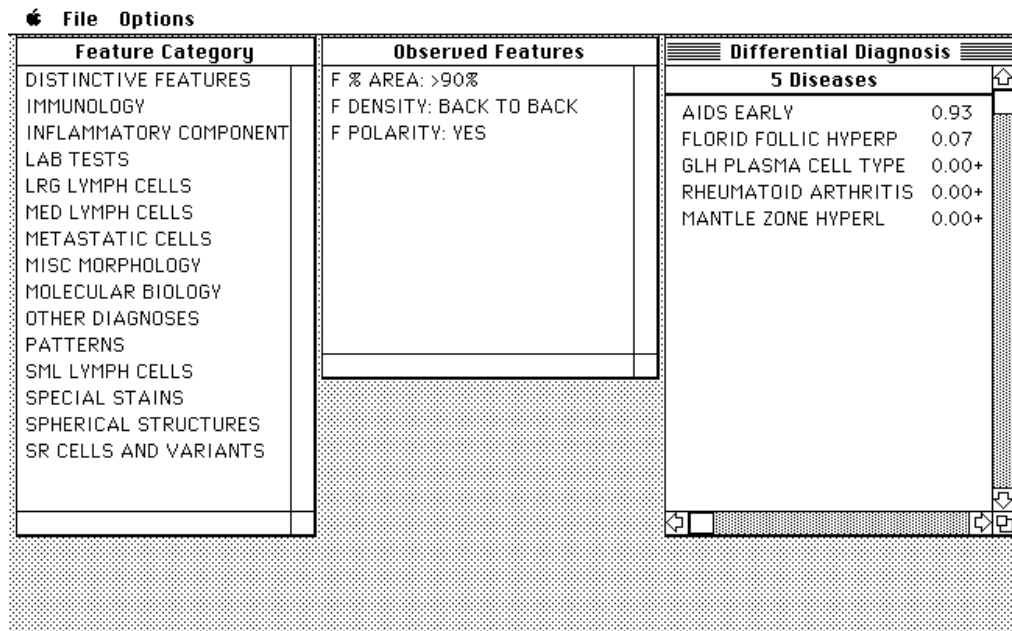 File Options
Feature Category
DISTINCTIVE FEATURES
IMMUNOLOGY
INFLAMMATORY COMPONENT
LAB TESTS
LRG LYMPH CELLS
MED LYMPH CELLS
METASTATIC CELLS
MISC MORPHOLOGY
MOLECULAR BIOLOGY
OTHER DIAGNOSES
PATTERNS
SML LYMPH CELLS
SPECIAL STAINS
SPHERICAL STRUCTURES
SR CELLS AND VARIANTS
Observed Features
F % AREA: >90%
F DENSITY: BACK TO BACK
F POLARITY: YES
Differential Diagnosis
5 Diseases
AIDS EARLY 0.93
FLORID FOLLIC HYPERP 0.07
GLH PLASMA CELL TYPE 0.00+
RHEUMATOID ARTHRITIS 0.00+
MANTLE ZONE HYPERL 0.00+